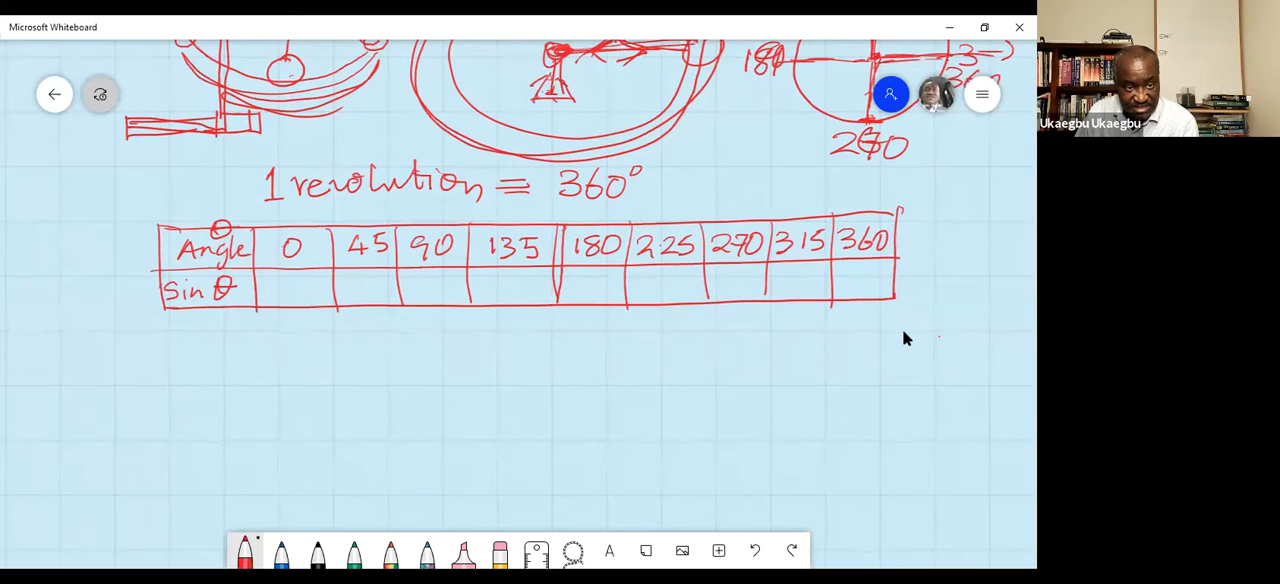 Microsoft Whiteboard
180
270
Ukaegbu Ukaegbu
1 revolution = 360°
θ
Angle 0 45 90 135 180 225 270 315 360
Sin θ
A